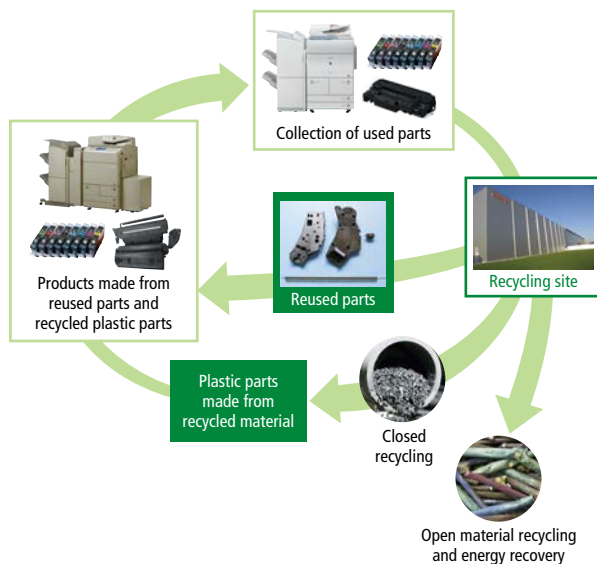 Collection of used parts
Products made from
reused parts and
recycled plastic parts
Reused parts
Recycling site
Plastic parts
made from
recycled material
Closed
recycling
Open material recycling
and energy recovery